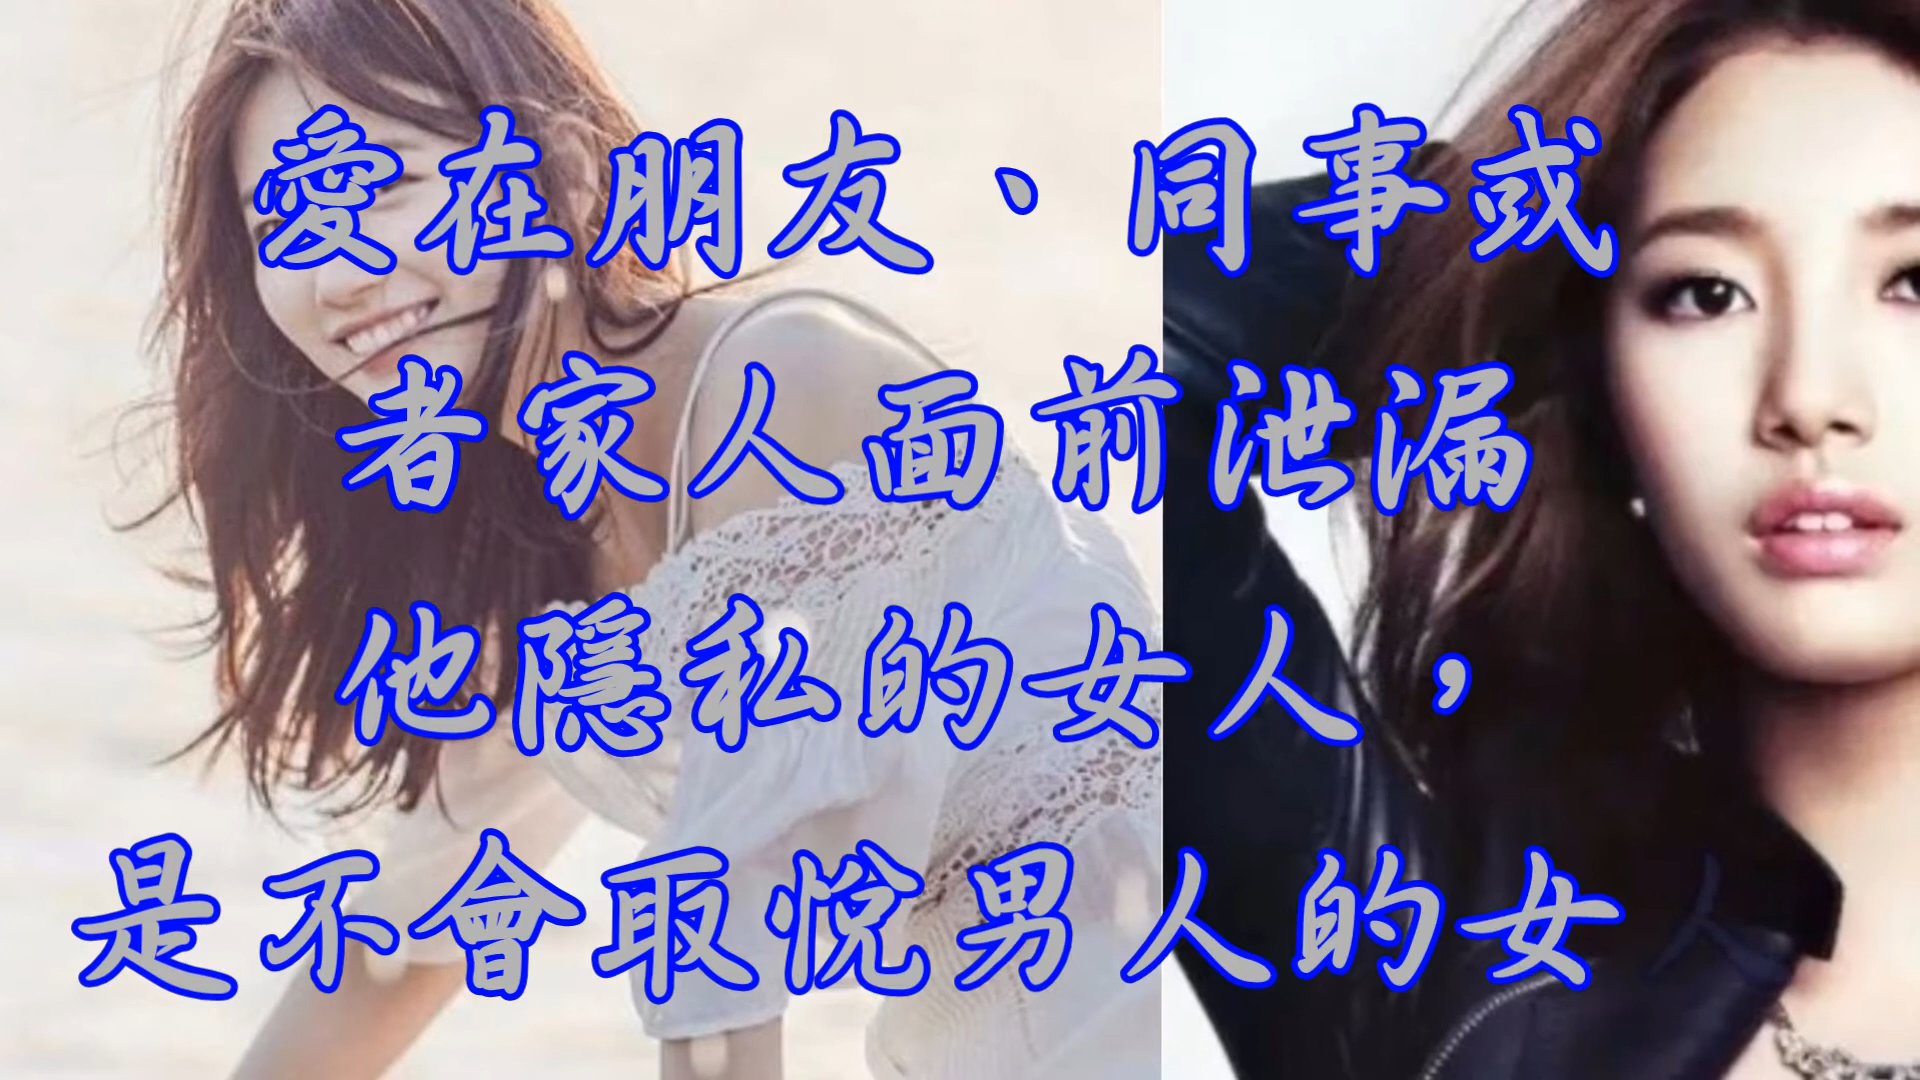 愛在朋友、同事或
者家人面前泄漏
他隱私的女人，
是不會取悅男人的女人